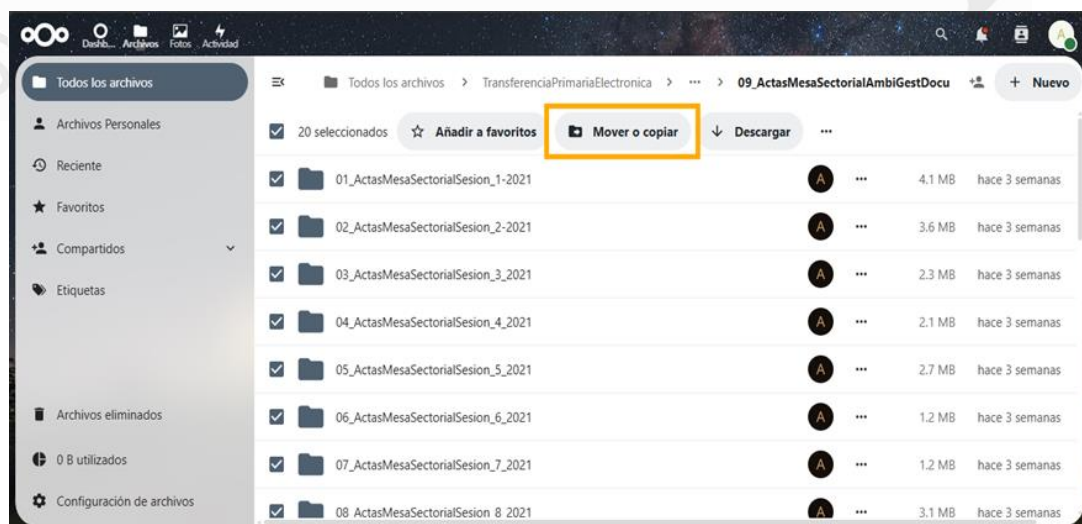 Dashb... Archivos Fotos Actividad
A
Todos los archivos
Archivos Personales
Reciente
Favoritos
Compartidos
Etiquetas
Archivos eliminados
0 B utilizados
Configuración de archivos
Todos los archivos > TransferenciaPrimariaElectronica > ... > 09_ActasMesaSectorialAmbiGestDocu + Nuevo
20 seleccionados Añadir a favoritos Mover o copiar Descargar ...
01_ActasMesaSectorialSesion_1-2021 A ... 4.1 MB hace 3 semanas
02_ActasMesaSectorialSesion_2-2021 A ... 3.6 MB hace 3 semanas
03_ActasMesaSectorialSesion_3_2021 A ... 2.3 MB hace 3 semanas
04_ActasMesaSectorialSesion_4_2021 A ... 2.1 MB hace 3 semanas
05_ActasMesaSectorialSesion_5_2021 A ... 2.7 MB hace 3 semanas
06_ActasMesaSectorialSesion_6_2021 A ... 1.2 MB hace 3 semanas
07_ActasMesaSectorialSesion_7_2021 A ... 1.2 MB hace 3 semanas
08_ActasMesaSectorialSesion_8_2021 A ... 3.1 MB hace 3 semanas